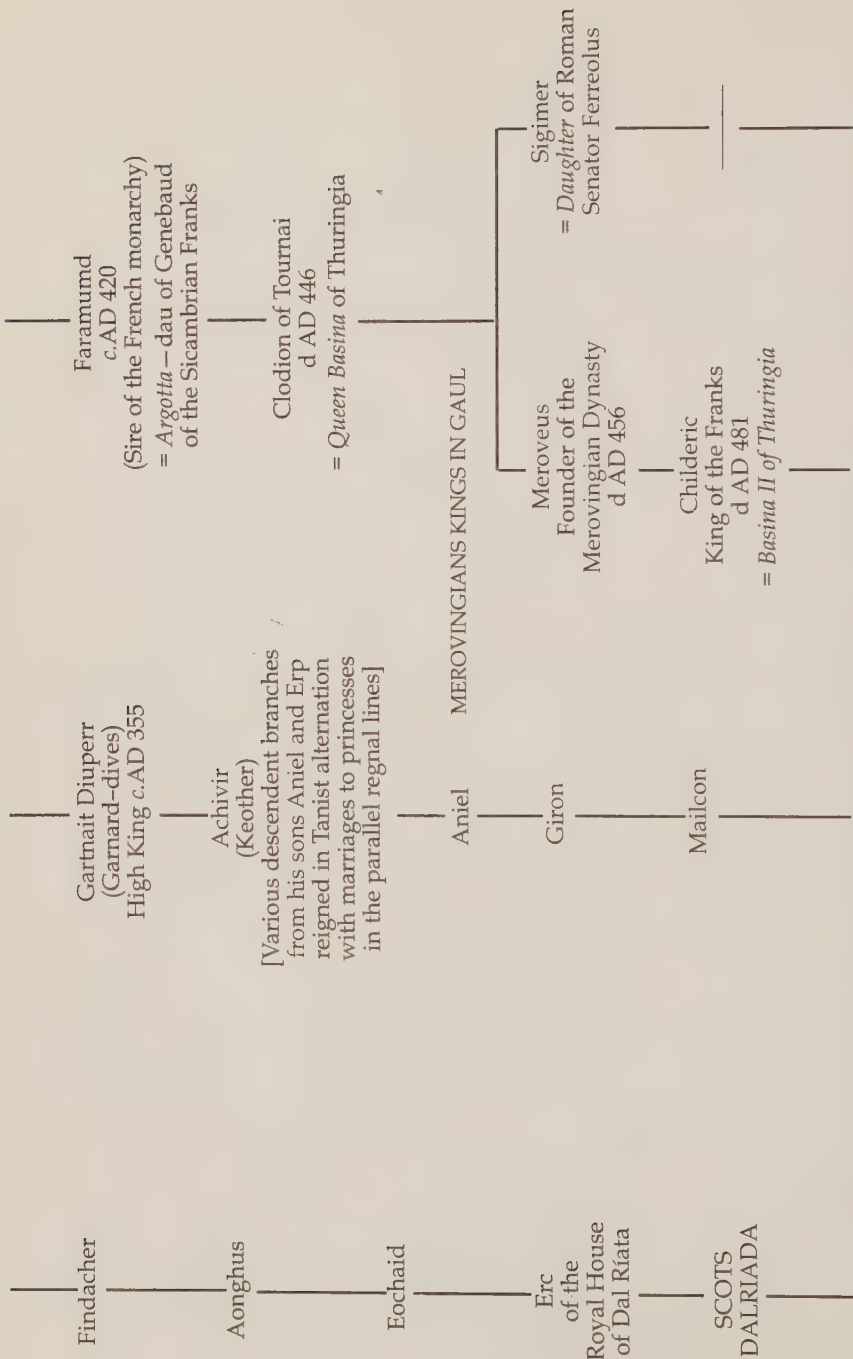 Findacher
Aonghus
Eochaid
Erc
of the
Royal House
of Dal Ríata
SCOTS
DALRIADA
Gartnait Diuperr
(Garnard–dives)
High King c.AD 355
Achivir
(Keother)
[Various descendent branches
from his sons Aniel and Erp
reigned in Tanist alternation
with marriages to princesses
in the parallel regnal lines]
Aniel
Giron
Mailcon
Faramumd
c.AD 420
(Sire of the French monarchy)
= Argotta—dau of Genebaud
of the Sicambrian Franks
Clodion of Tournai
d AD 446
= Queen Basina of Thuringia
MEROVINGIANS KINGS IN GAUL
Meroveus
Founder of the
Merovingian Dynasty
d AD 456
Childeric
King of the Franks
d AD 481
= Basina II of Thuringia
Sigimer
= Daughter of Roman
Senator Ferreolus